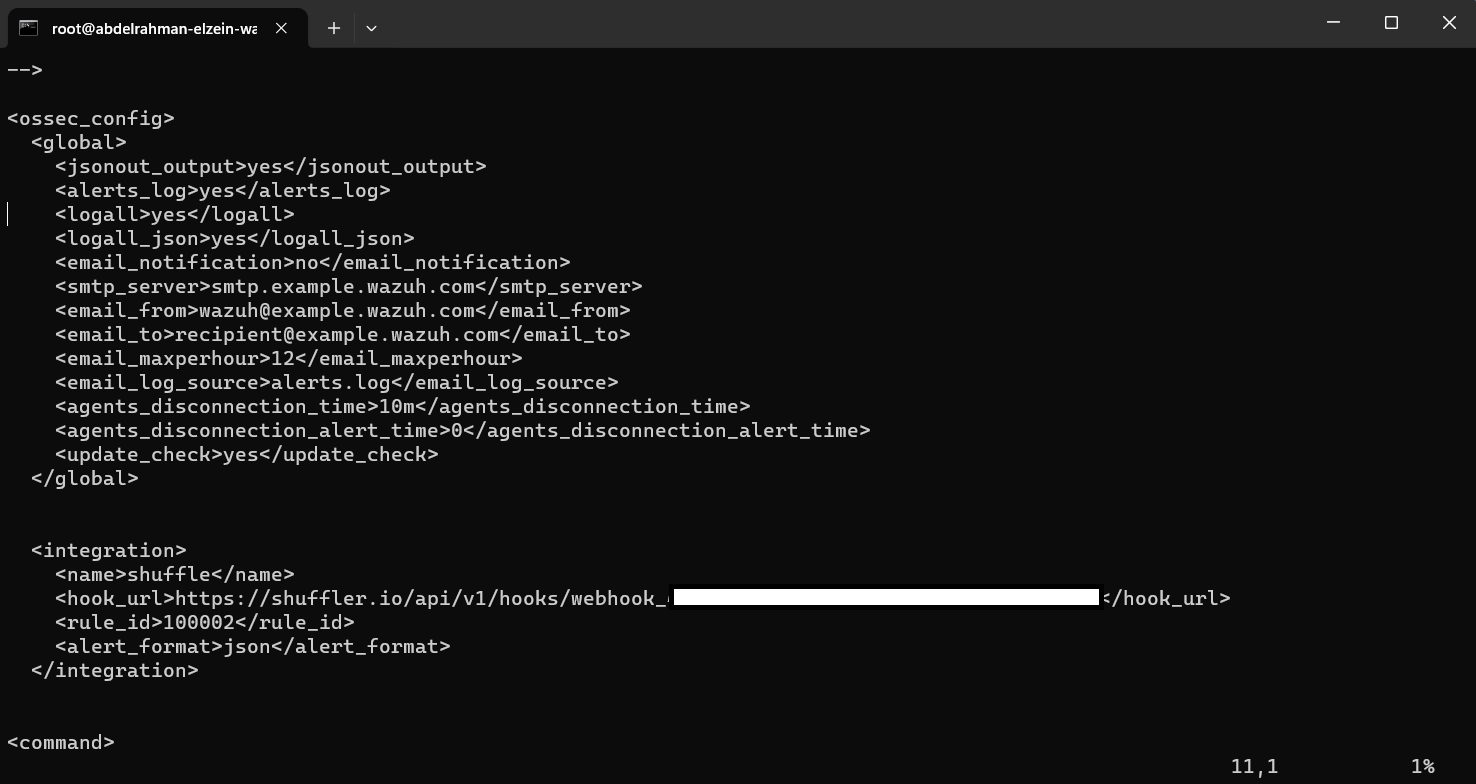 root@abdelrahman-elzein-wa
-->
<ossec_config>
  <global>
    <jsonout_output>yes</jsonout_output>
    <alerts_log>yes</alerts_log>
    <logall>yes</logall>
    <logall_json>yes</logall_json>
    <email_notification>no</email_notification>
    <smtp_server>smtp.example.wazuh.com</smtp_server>
    <email_from>wazuh@example.wazuh.com</email_from>
    <email_to>recipient@example.wazuh.com</email_to>
    <email_maxperhour>12</email_maxperhour>
    <email_log_source>alerts.log</email_log_source>
    <agents_disconnection_time>10m</agents_disconnection_time>
    <agents_disconnection_alert_time>0</agents_disconnection_alert_time>
    <update_check>yes</update_check>
  </global>
  <integration>
    <name>shuffle</name>
    <hook_url>https://shuffler.io/api/v1/hooks/webhook_</hook_url>
    <rule_id>100002</rule_id>
    <alert_format>json</alert_format>
  </integration>
<command>
11,1 1%